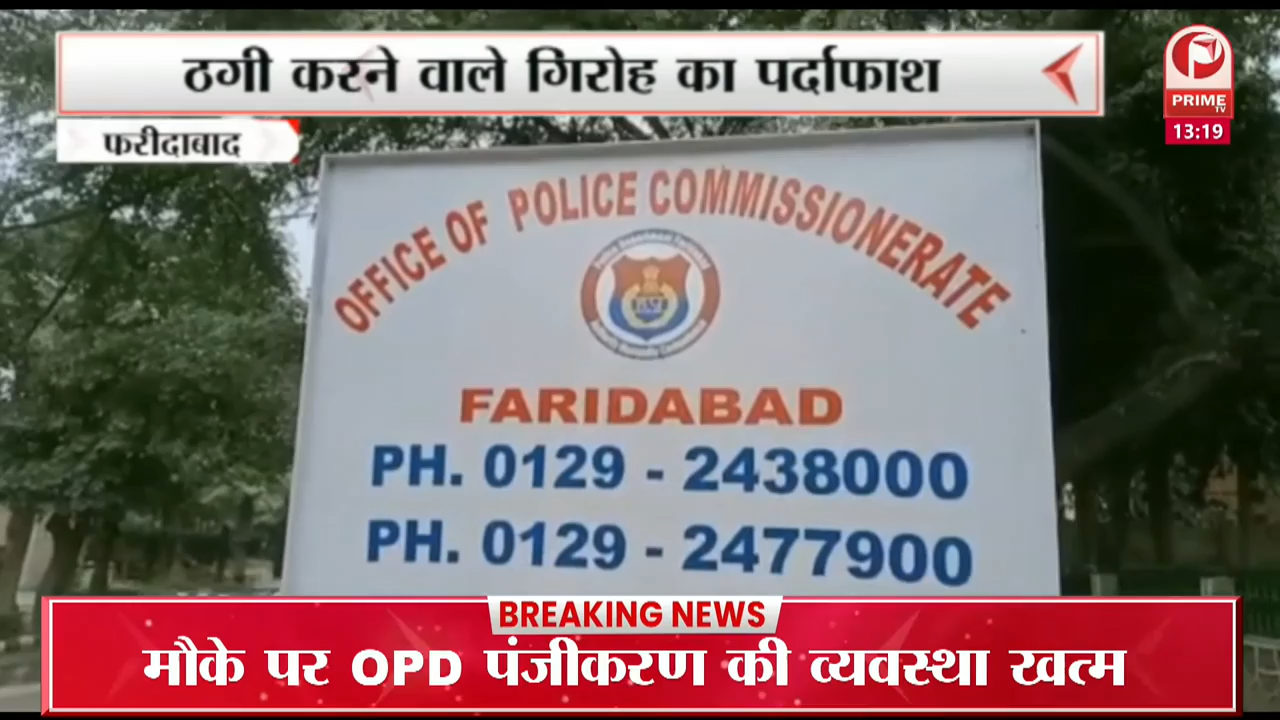 ठगी करने वाले गिरोह का पर्दाफाश
PRIME
TV
13:19
फरीदाबाद
OFFICE OF POLICE COMMISSIONERATE
FARIDABAD
PH. 0129 - 2438000
PH. 0129 - 2477900
BREAKING NEWS
मौके पर OPD पंजीकरण की व्यवस्था खत्म